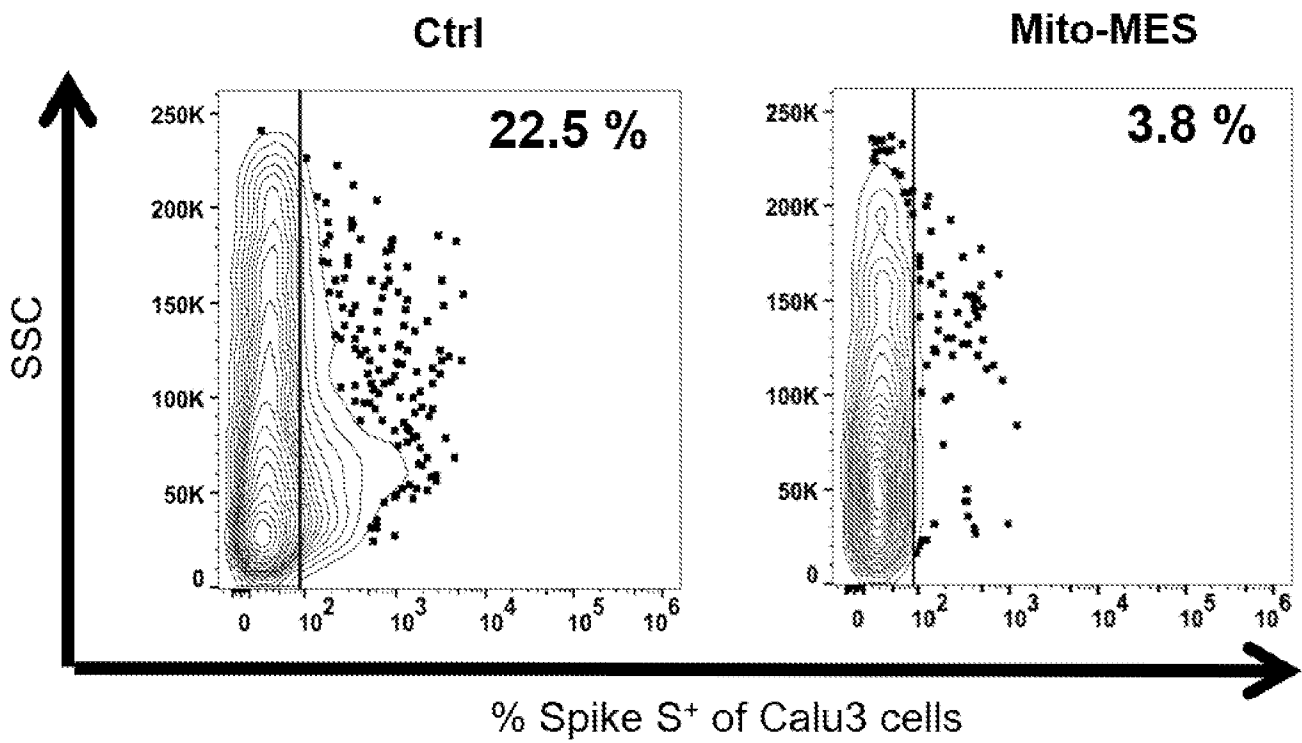 Ctrl
Mito-MES
22.5 %
3.8 %
250K
200K
150K
100K
50K
0
0 10² 10³ 10⁴ 10⁵ 10⁶
250K
200K
150K
100K
50K
0
0 10² 10³ 10⁴ 10⁵ 10⁶
SSC
% Spike S⁺ of Calu3 cells